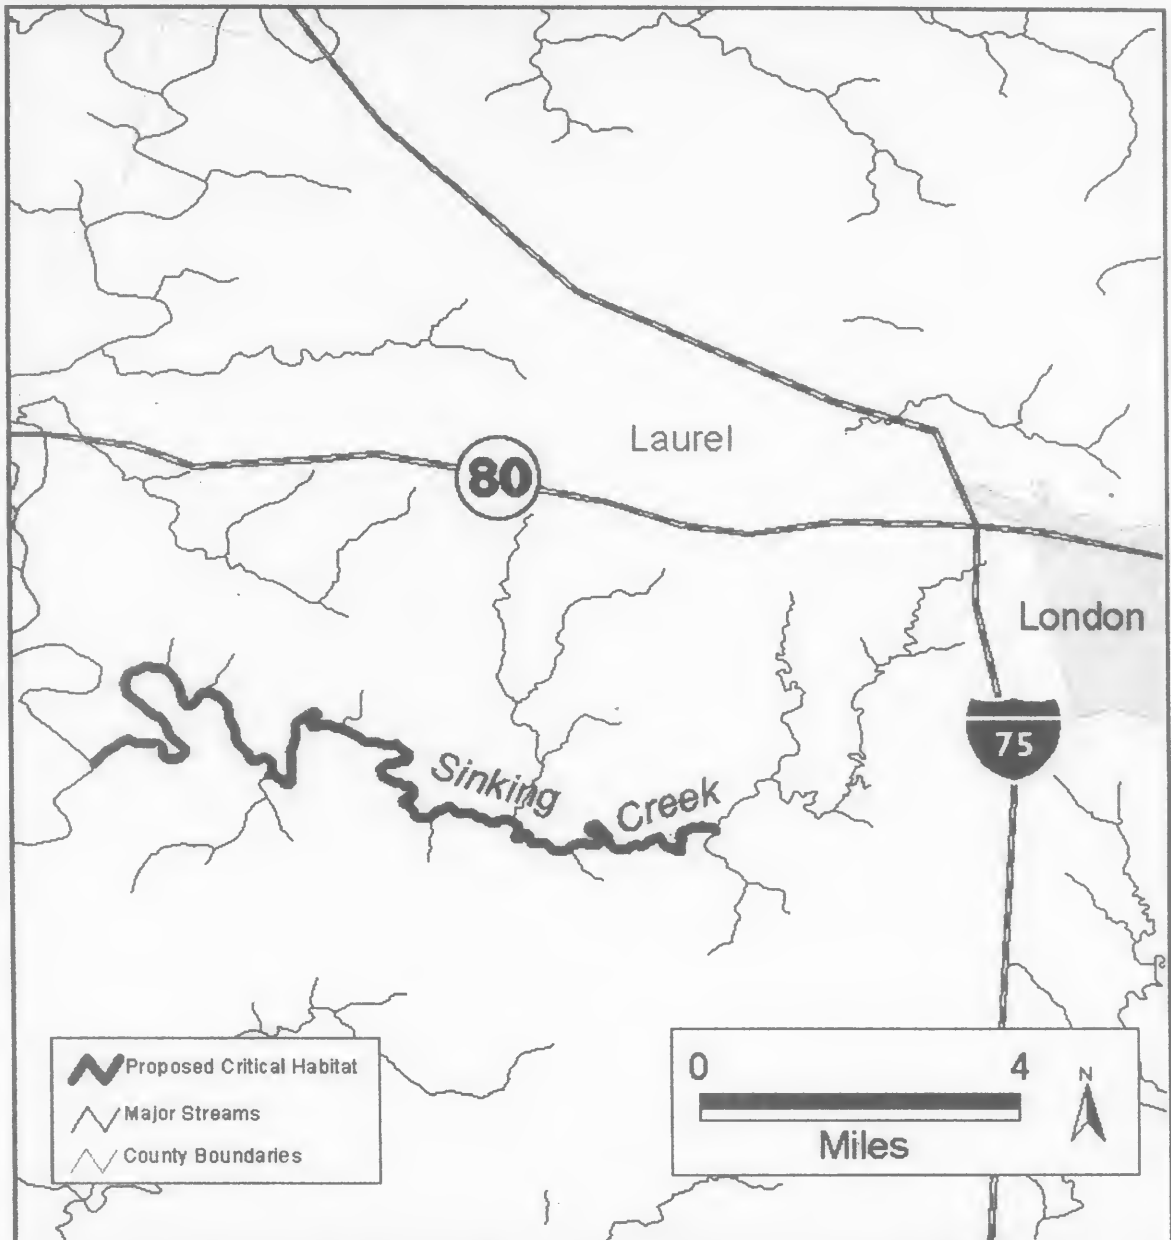 Laurel
80
London
75
Sinking
Creek
Proposed Critical Habitat
Major Streams
County Boundaries
0 4
N
Miles